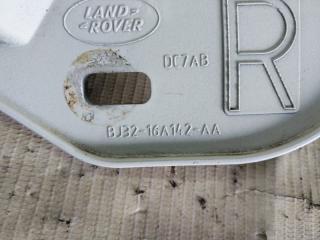 LAND-
ROVER
DC7AB
R
BJ32-16A142-AA